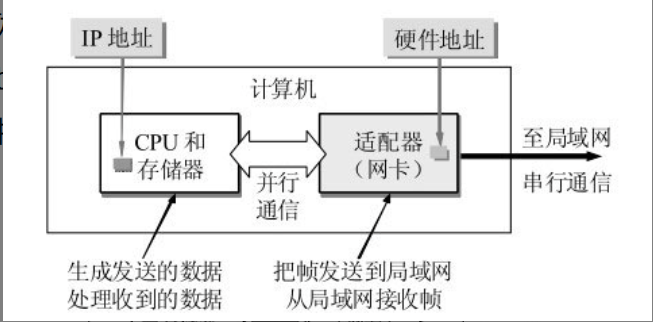 IP 地址
硬件地址
计算机
CPU 和
存储器
并行
通信
适配器
（网卡）
至局域网
串行通信
生成发送的数据
处理收到的数据
把帧发送到局域网
从局域网接收帧